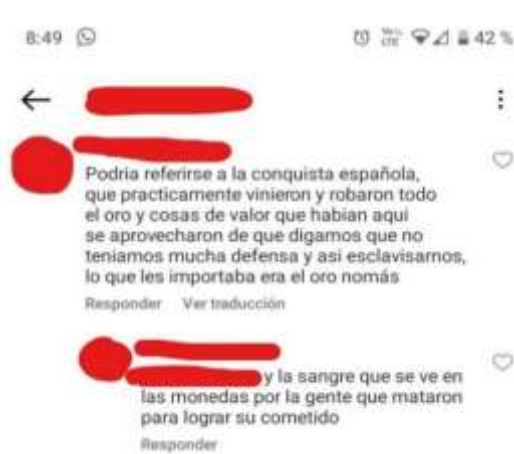 8:49
Vo))
LTE
42 %
Podria referirse a la conquista española,
que practicamente vinieron y robaron todo
el oro y cosas de valor que habian aqui
se aprovecharon de que digamos que no
teniamos mucha defensa y asi esclavisarnos,
lo que les importaba era el oro nomás
Responder Ver traducción
y la sangre que se ve en
las monedas por la gente que mataron
para lograr su cometido
Responder